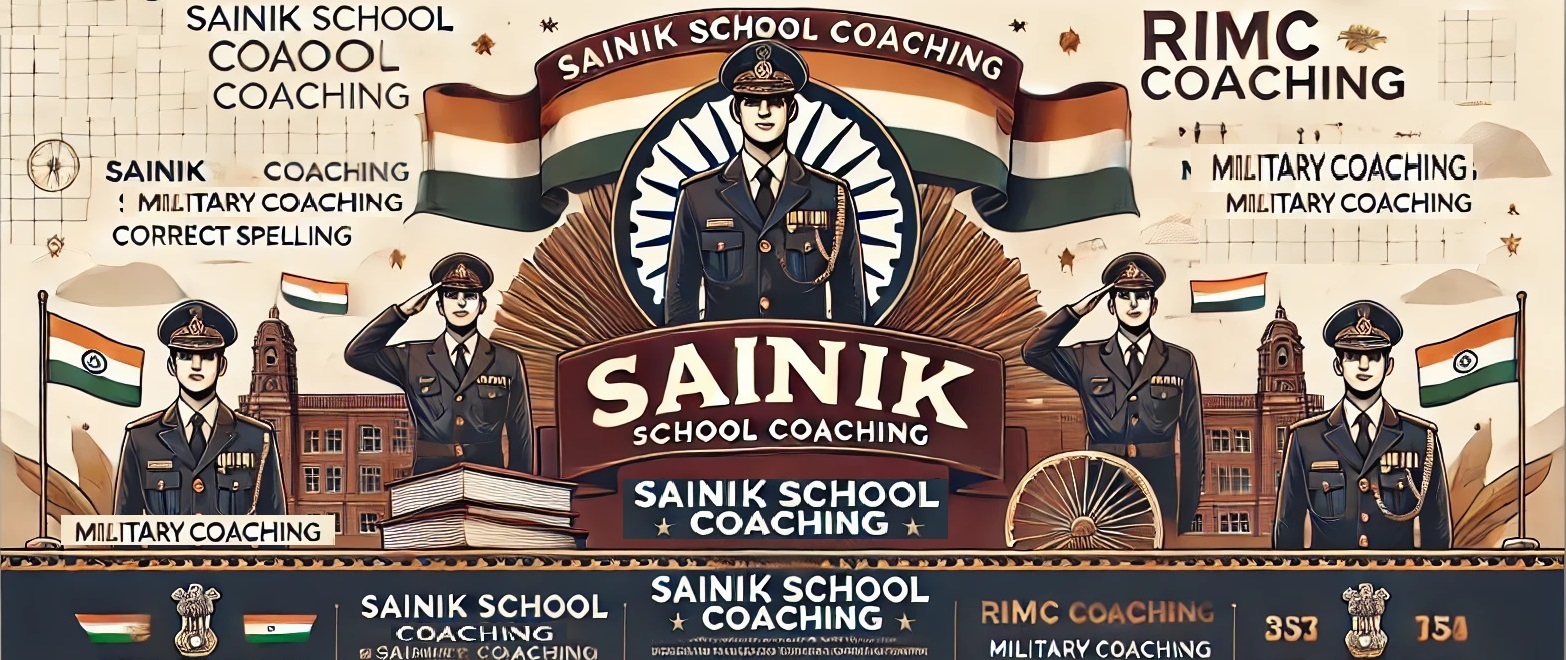 SAINIK SCHOOL
COAOOL
COACHING
SAINIK COACHING
MILITARY COACHING
CORRECT SPELLING
SAINIK SCHOOL COACHING
RIMC
COACHING
MILITARY COACHING
MILITARY COACHING
SAINIK
SCHOOL COACHING
SAINIK SCHOOL
COACHING
MILITARY COACHING
SAINIK SCHOOL
COACHING
SAINIK SCHOOL
COACHING
RIMC COACHING
MILITARY COACHING
353